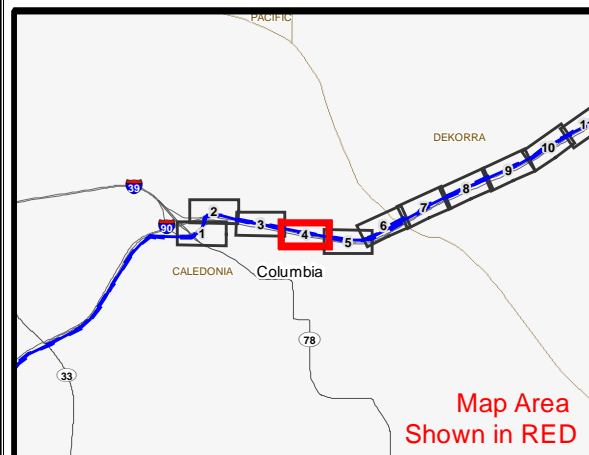 PACIFIC
DEKORRA
39
90
1
2
3
4
5
6
7
8
9
10
11
CALEDONIA
Columbia
78
33
Map Area
Shown in RED